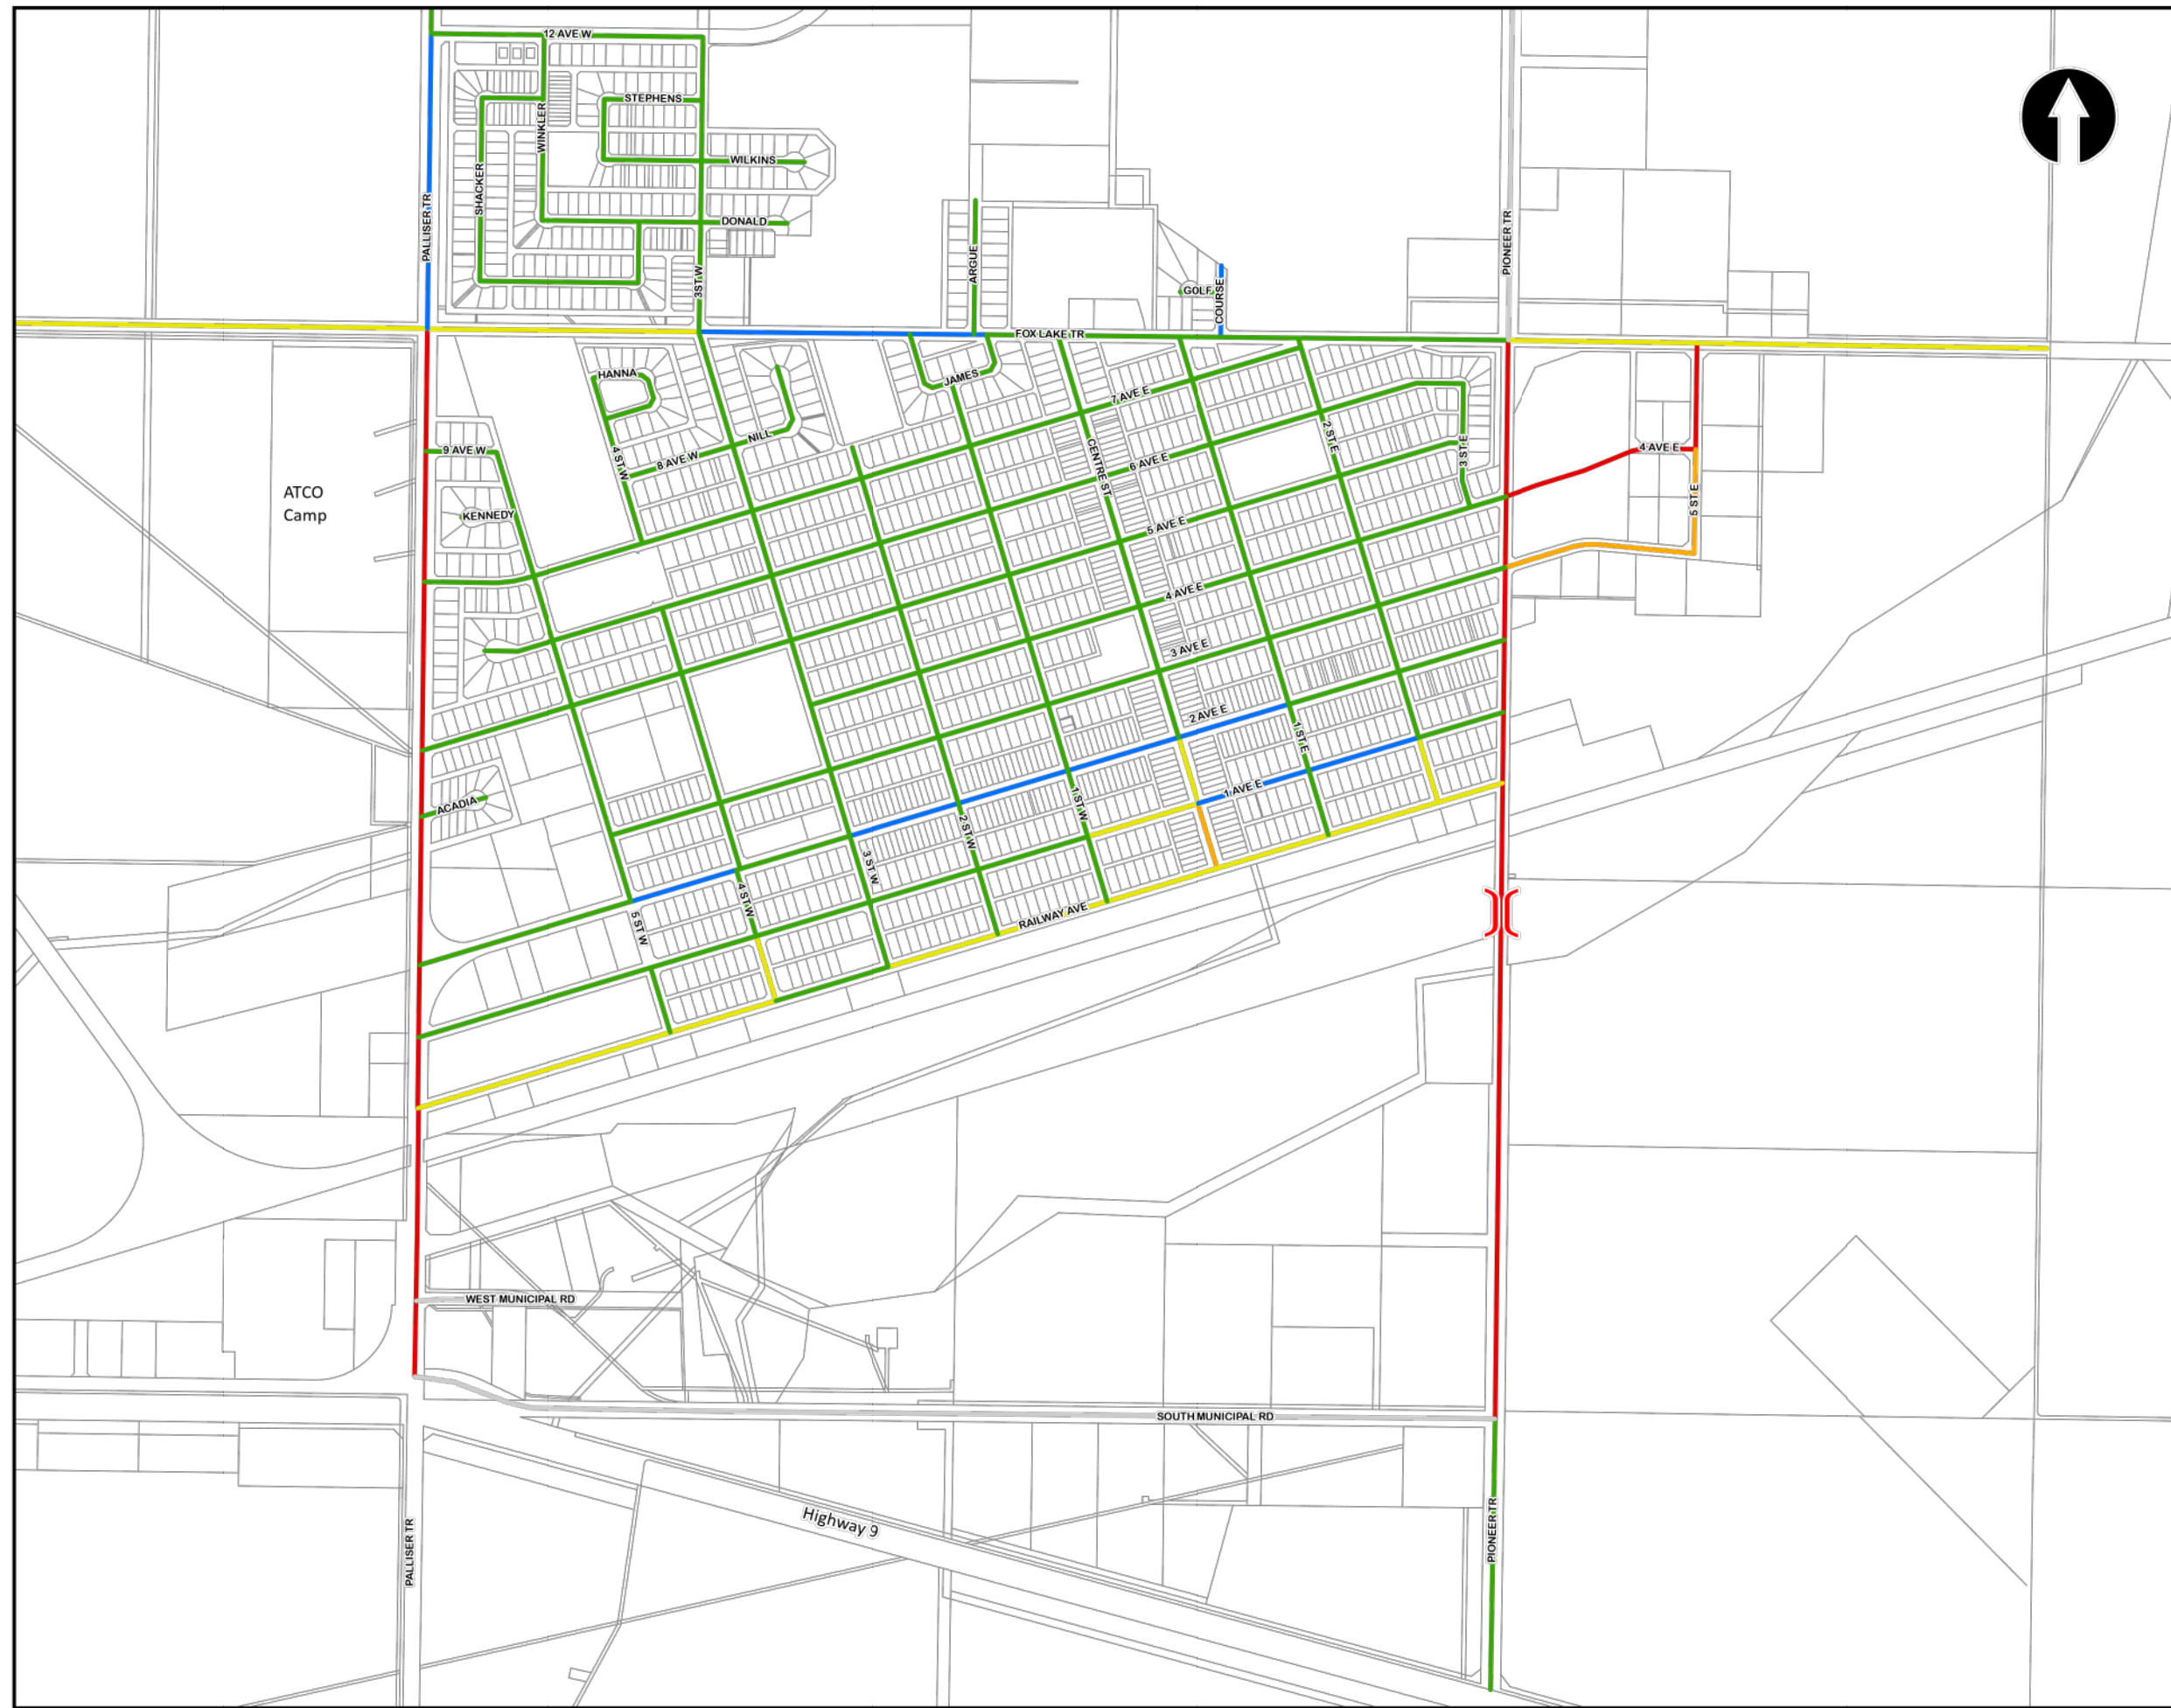 12 AVE W
STEPHENS
WINKLER
WILKINS
SHACKER
PALLISER TR
DONALD
3ST W
ARGUE
GOLF
COURSE
PIONEER TR
FOX LAKE TR
HANNA
JAMES
7 AVE E
NILL
9 AVE W
4 ST W
8 AVE W
CENTRE ST
6 AVE E
2 ST E
3 ST E
4 AVE E
ATCO
Camp
KENNEDY
5 AVE E
5 ST E
4 AVE E
3 AVE E
2 AVE E
1 ST E
ACADIA
1 AVE E
1 ST W
2 ST W
3 ST W
4 ST W
5 ST W
RAILWAY AVE
WEST MUNICIPAL RD
SOUTH MUNICIPAL RD
Highway 9
PALLISER TR
PIONEER TR